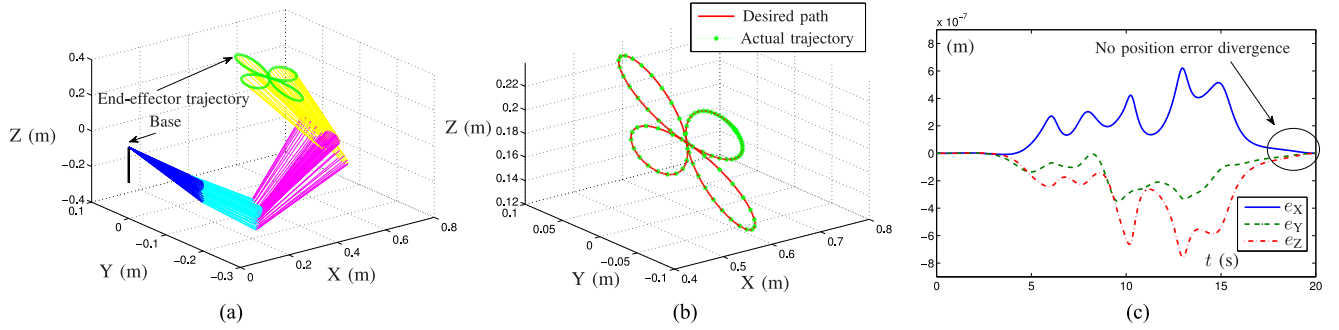 0.4
0.2
Z (m)
0
−0.2
−0.4
0.1
0
−0.1
−0.2
−0.3
Y (m)
0
0.2
0.4
0.6
0.8
X (m)
End-effector trajectory
Base
(a)
Desired path
Actual trajectory
0.22
0.2
Z (m)
0.18
0.16
0.14
0.12
0.1
0.05
0
−0.05
−0.1
Y (m)
0.4
0.5
0.6
0.7
0.8
X (m)
(b)
x 10⁻⁷
8
(m)
No position error divergence
6
4
2
0
−2
−4
−6
−8
e_X
e_Y
e_Z
t (s)
0
5
10
15
20
(c)